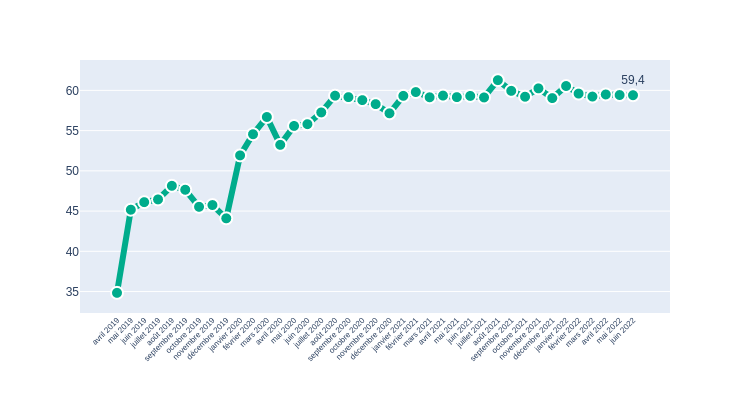 59,4
60
55
50
45
40
35
avril 2019
mai 2019
juin 2019
juillet 2019
août 2019
septembre 2019
octobre 2019
novembre 2019
décembre 2019
janvier 2020
février 2020
mars 2020
avril 2020
mai 2020
juin 2020
juillet 2020
août 2020
septembre 2020
octobre 2020
novembre 2020
décembre 2020
janvier 2021
février 2021
mars 2021
avril 2021
mai 2021
juin 2021
juillet 2021
août 2021
septembre 2021
octobre 2021
novembre 2021
décembre 2021
janvier 2022
février 2022
mars 2022
avril 2022
mai 2022
juin 2022